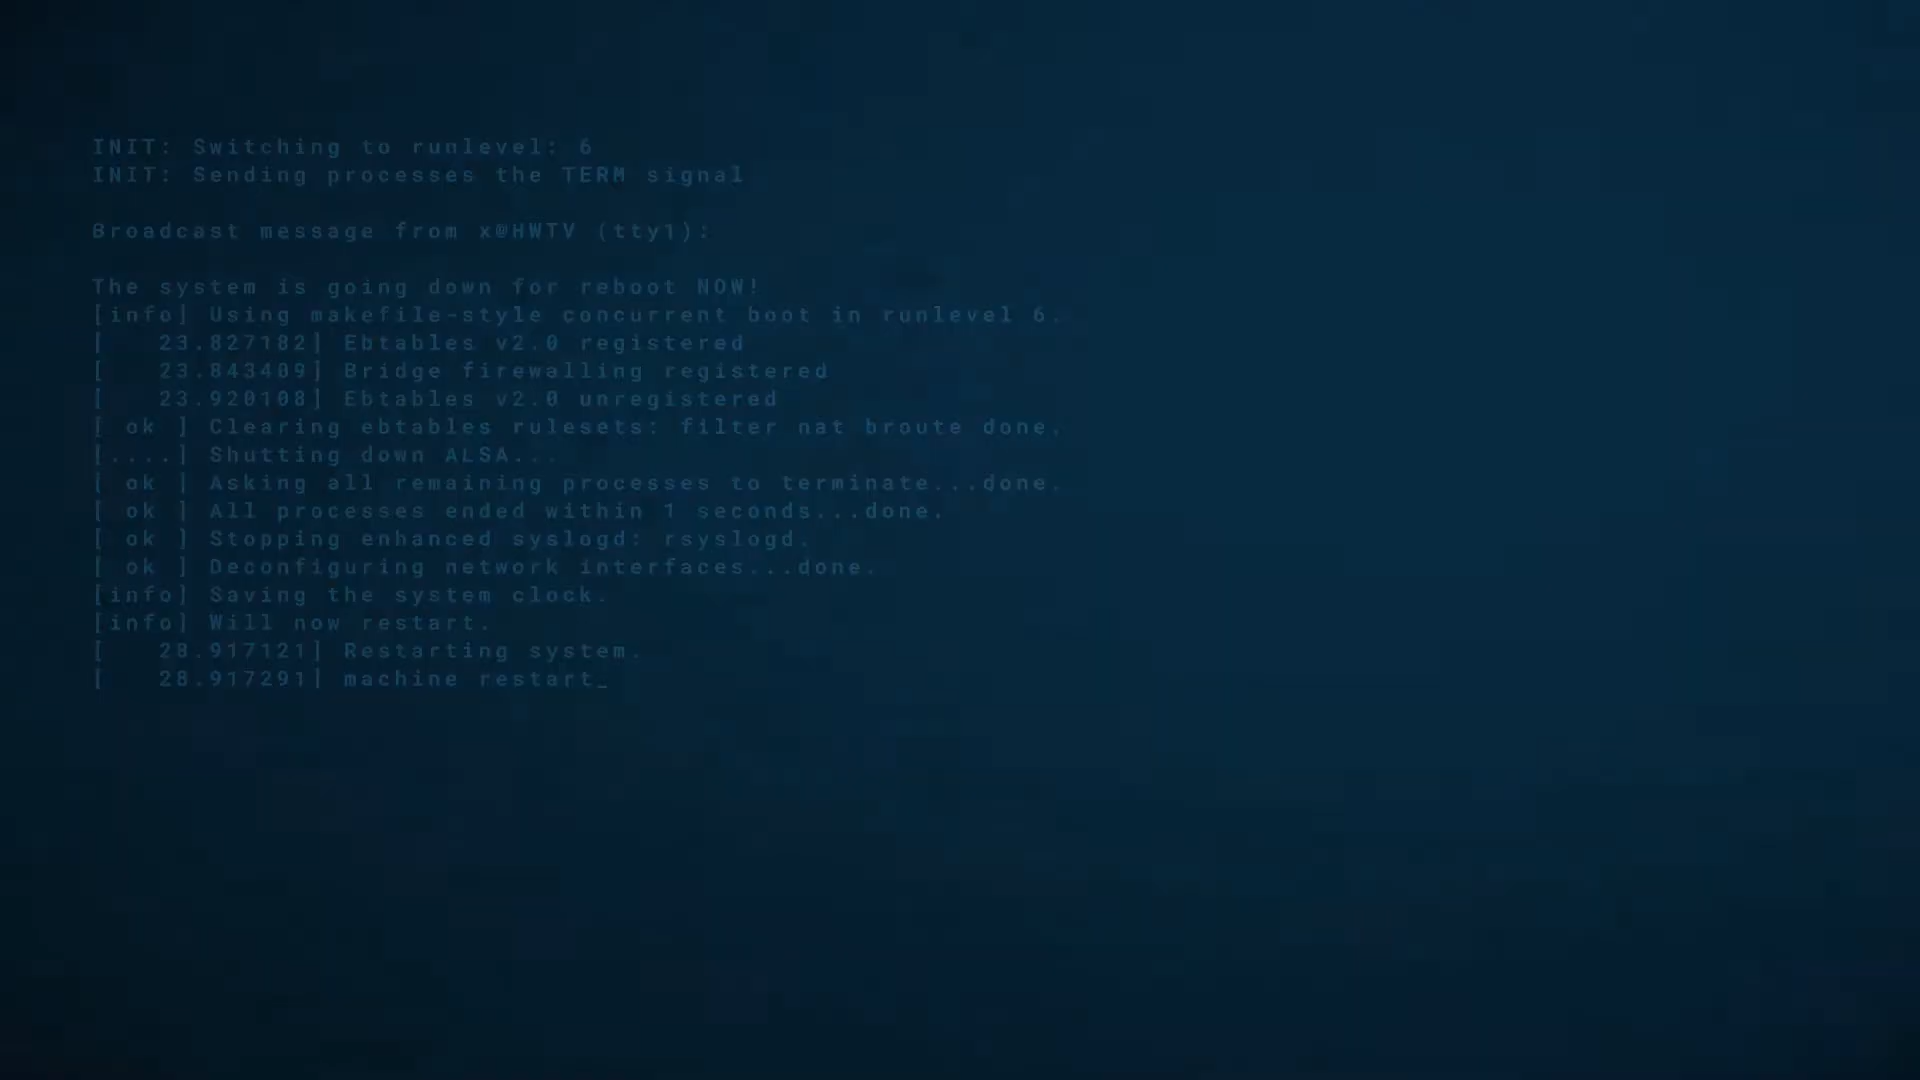 INIT: Switching to runlevel: 6
INIT: Sending processes the TERM signal
Broadcast message from x@HWTV (tty1):
The system is going down for reboot NOW!
[info] Using makefile-style concurrent boot in runlevel 6.
[   23.827182] Ebtables v2.0 registered
[   23.843409] Bridge firewalling registered
[   23.920108] Ebtables v2.0 unregistered
[ ok ] Clearing ebtables rulesets: filter nat broute done.
[....] Shutting down ALSA...
[ ok ] Asking all remaining processes to terminate...done.
[ ok ] All processes ended within 1 seconds...done.
[ ok ] Stopping enhanced syslogd: rsyslogd.
[ ok ] Deconfiguring network interfaces...done.
[info] Saving the system clock.
[info] Will now restart.
[   28.917121] Restarting system.
[   28.917291] machine restart_